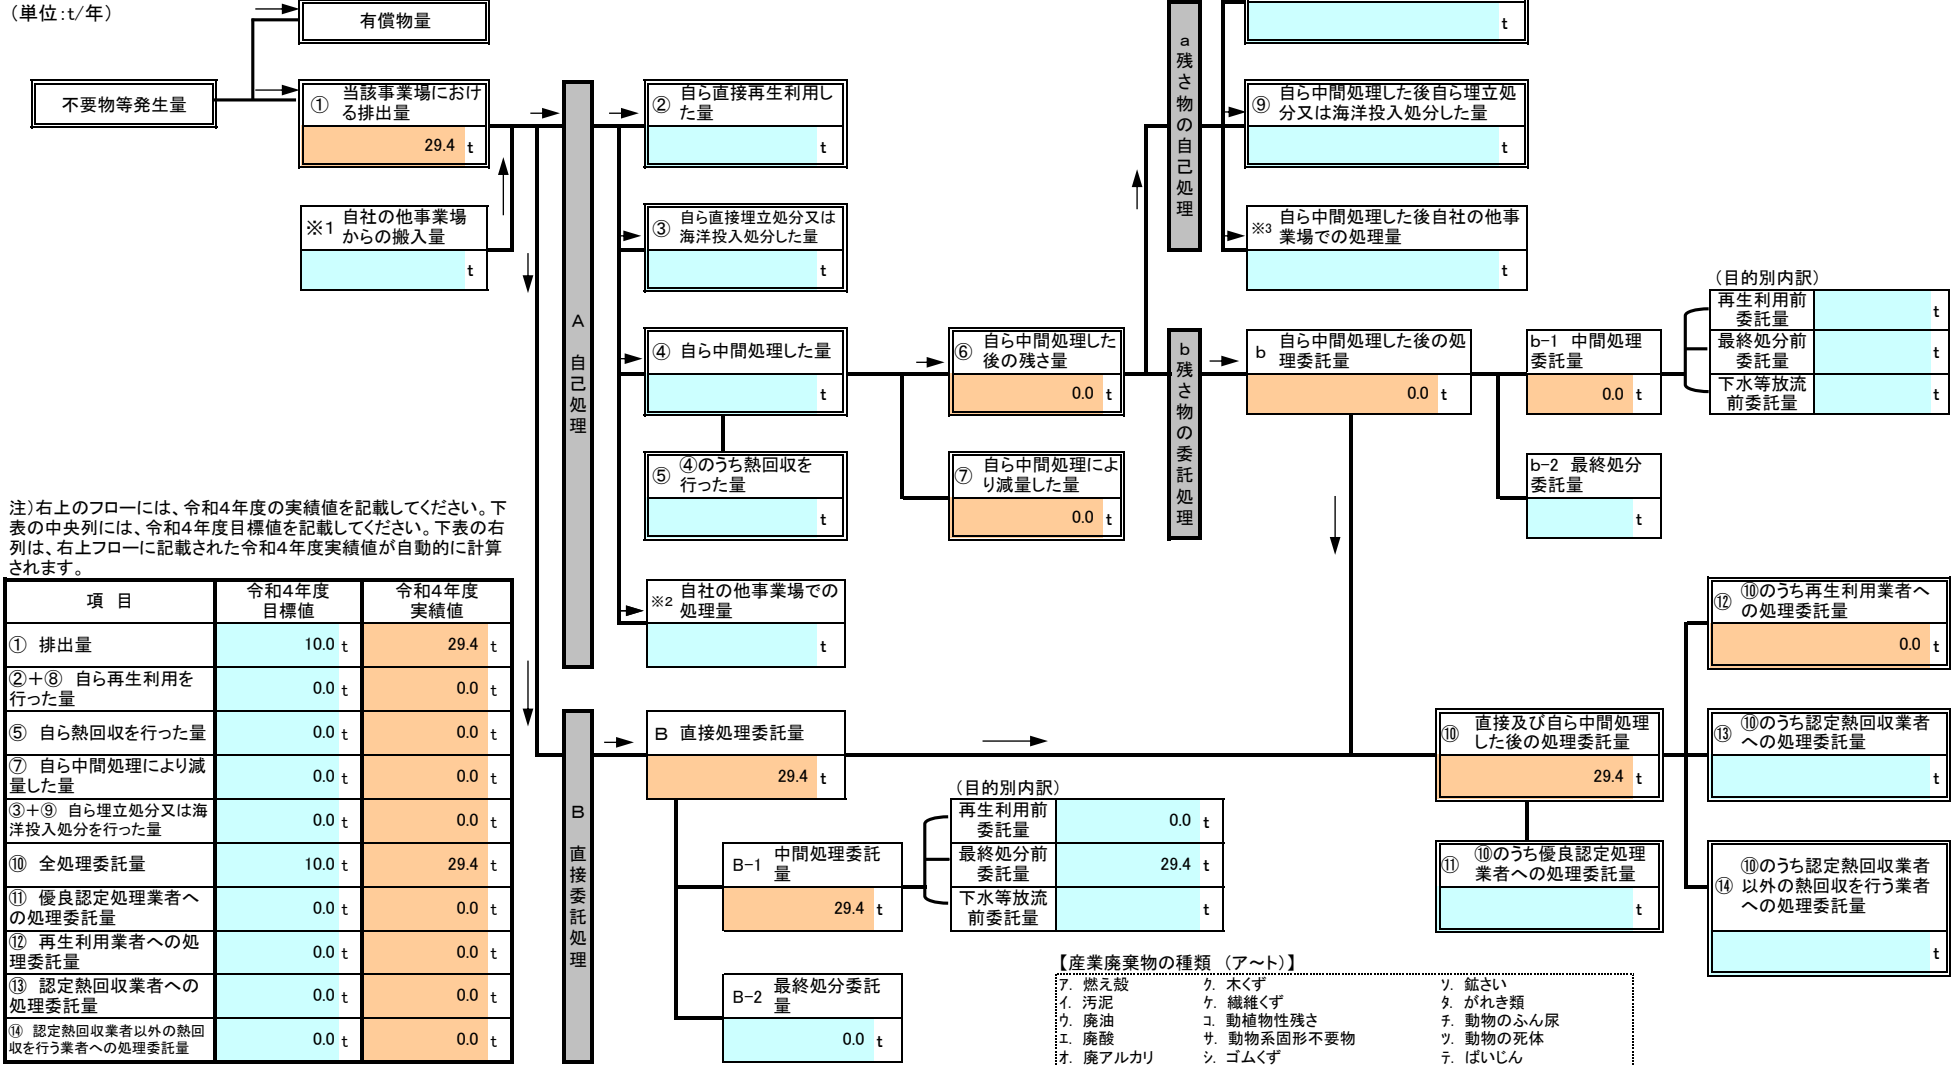 (単位:t/年)
有償物量
不要物等発生量
① 当該事業場におけ
る排出量
29.4 t
※1 自社の他事業場
からの搬入量
t
A 自己処理
② 自ら直接再生利用し
た量
t
③ 自ら直接埋立処分又は
海洋投入処分した量
t
④ 自ら中間処理した量
t
⑤ ④のうち熱回収を
行った量
t
※2 自社の他事業場での
処理量
t
⑥ 自ら中間処理した
後の残さ量
0.0 t
⑦ 自ら中間処理によ
り減量した量
0.0 t
a 残さ物の自己処理
t
⑨ 自ら中間処理した後自ら埋立処
分又は海洋投入処分した量
t
※3 自ら中間処理した後自社の他事
業場での処理量
t
b 残さ物の委託処理
b 自ら中間処理した後の処
理委託量
0.0 t
b-1 中間処理
委託量
0.0 t
b-2 最終処分
委託量
t
(目的別内訳)
再生利用前
委託量
t
最終処分前
委託量
t
下水等放流
前委託量
t
注)右上のフローには、令和4年度の実績値を記載してください。下
表の中央列には、令和4年度目標値を記載してください。下表の右
列は、右上フローに記載された令和4年度実績値が自動的に計算
されます。
項 目 令和4年度 令和4年度
目標値 実績値
① 排出量 10.0 t 29.4 t
②+⑧ 自ら再生利用を
行った量 0.0 t 0.0 t
⑤ 自ら熱回収を行った量 0.0 t 0.0 t
⑦ 自ら中間処理により減
量した量 0.0 t 0.0 t
③+⑨ 自ら埋立処分又は海
洋投入処分を行った量 0.0 t 0.0 t
⑩ 全処理委託量 10.0 t 29.4 t
⑪ 優良認定処理業者へ
の処理委託量 0.0 t 0.0 t
⑫ 再生利用業者への処
理委託量 0.0 t 0.0 t
⑬ 認定熱回収業者への
処理委託量 0.0 t 0.0 t
⑭ 認定熱回収業者以外の熱回
収を行う業者への処理委託量 0.0 t 0.0 t
B 直接委託処理
B 直接処理委託量
29.4 t
B-1 中間処理委託
量
29.4 t
B-2 最終処分委託
量
0.0 t
(目的別内訳)
再生利用前
委託量
0.0 t
最終処分前
委託量
29.4 t
下水等放流
前委託量
t
⑩ 直接及び自ら中間処理
した後の処理委託量
29.4 t
⑪ ⑩のうち優良認定処理
業者への処理委託量
t
⑫ ⑩のうち再生利用業者へ
の処理委託量
0.0 t
⑬ ⑩のうち認定熱回収業者
への処理委託量
t
⑭ ⑩のうち認定熱回収業者
以外の熱回収を行う業者
への処理委託量
t
【産業廃棄物の種類 (ア~ト)】
ア. 燃え殻 ク. 木くず ソ. 鉱さい
イ. 汚泥 ケ. 繊維くず タ. がれき類
ウ. 廃油 コ. 動植物性残さ チ. 動物のふん尿
エ. 廃酸 サ. 動物系固形不要物 ツ. 動物の死体
オ. 廃アルカリ シ. ゴムくず テ. ばいじん